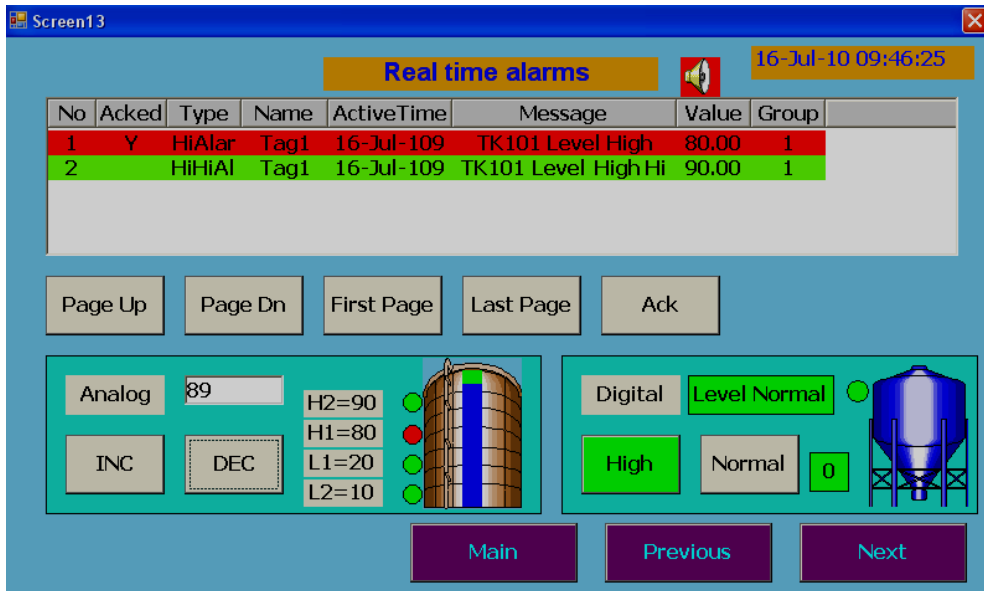 Screen13
16-Jul-10 09:46:25
Real time alarms
No Acked Type Name ActiveTime Message Value Group
1 Y HiAlar Tag1 16-Jul-109 TK101 Level High 80.00 1
2 HiHiAl Tag1 16-Jul-109 TK101 Level High Hi 90.00 1
Page Up Page Dn First Page Last Page Ack
Analog 89
H2=90
H1=80
L1=20
L2=10
INC DEC
Digital Level Normal
High Normal 0
Main Previous Next